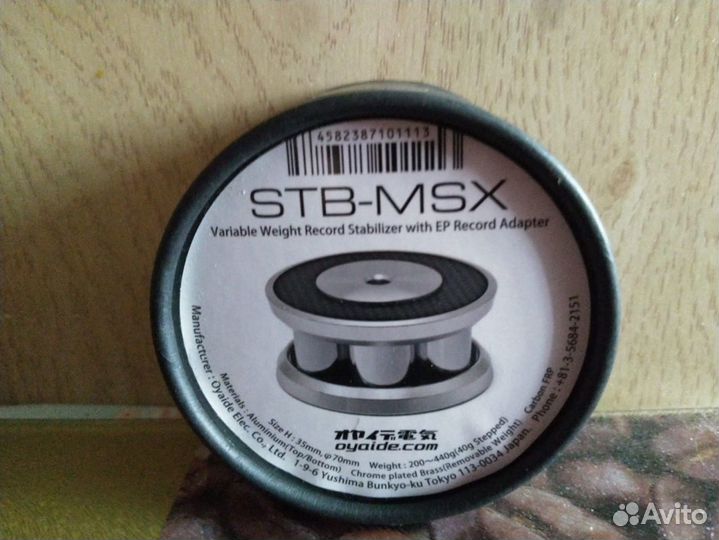 4582387101113
STB-MSX
Variable Weight Record Stabilizer with EP Record Adapter
オヤイデ電気
oyaide.com
Size H : 35mm, φ70mm Weight : 200〜440g(40g Stepped)
Materials : Aluminium(Top/Bottom) Chrome plated Brass(Removable Weight) Carbon FRP
Manufacturer : Oyaide Elec. Co., Ltd. 1-9-6 Yushima Bunkyo-ku Tokyo 113-0034 Japan. Phone : +81-3-5684-2151
Avito